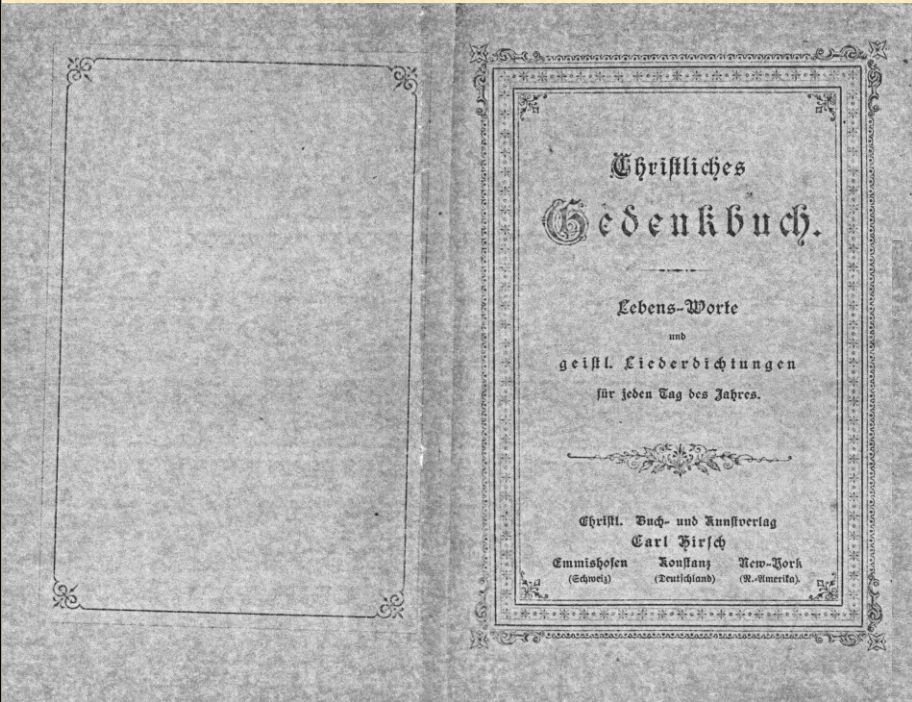 Christliches
Gedenkbuch.
Lebens-Worte
und
geistl. Liederdichtungen
für jeden Tag des Jahres.
Christl. Buch- und Kunstverlag
Carl Hirsch
Emmishofen Konstanz New-York
(Schweiz) (Deutschland) (N.-Amerika).